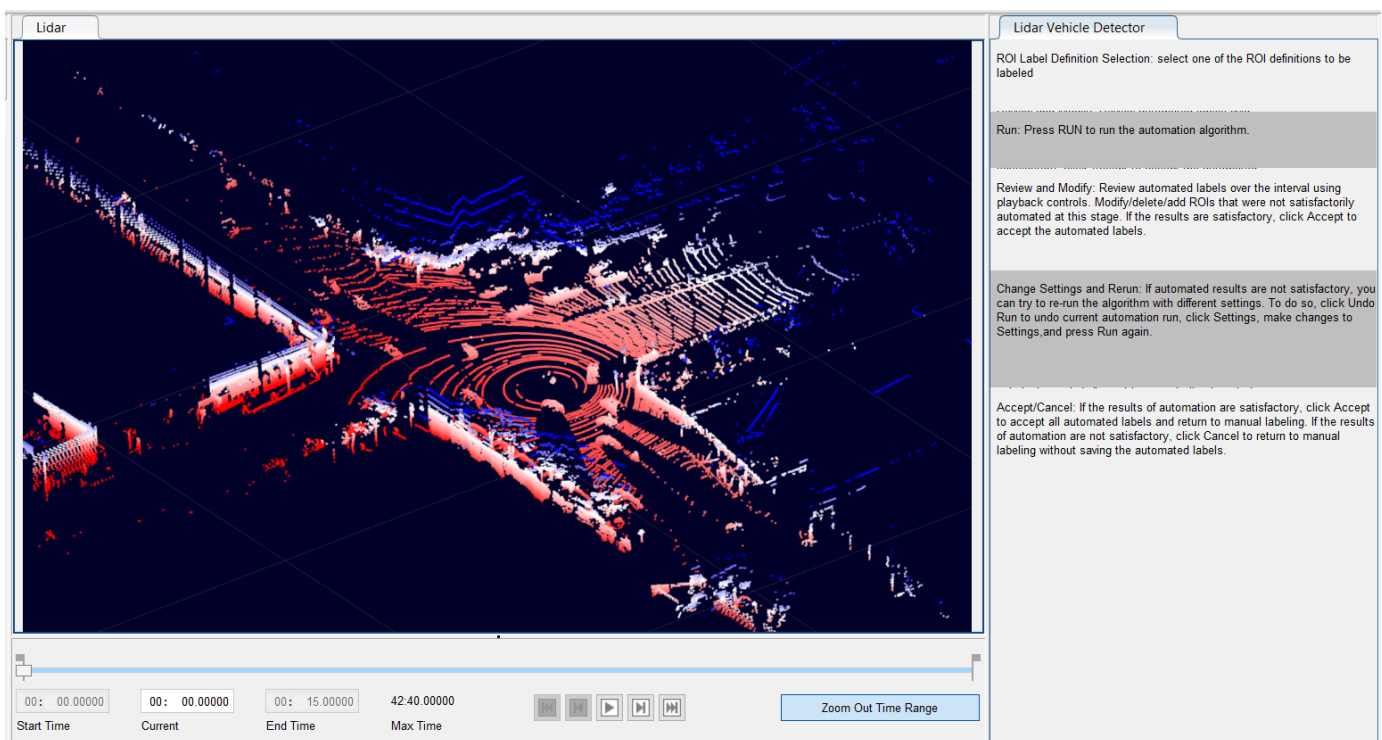 Lidar
Lidar Vehicle Detector
ROI Label Definition Selection: select one of the ROI definitions to be
labeled
Run: Press RUN to run the automation algorithm.
Review and Modify: Review automated labels over the interval using
playback controls. Modify/delete/add ROIs that were not satisfactorily
automated at this stage. If the results are satisfactory, click Accept to
accept the automated labels.
Change Settings and Rerun: If automated results are not satisfactory, you
can try to re-run the algorithm with different settings. To do so, click Undo
Run to undo current automation run, click Settings, make changes to
Settings,and press Run again.
Accept/Cancel: If the results of automation are satisfactory, click Accept
to accept all automated labels and return to manual labeling. If the results
of automation are not satisfactory, click Cancel to return to manual
labeling without saving the automated labels.
00: 00.00000
00: 00.00000
00: 15.00000
42:40.00000
Start Time
Current
End Time
Max Time
Zoom Out Time Range